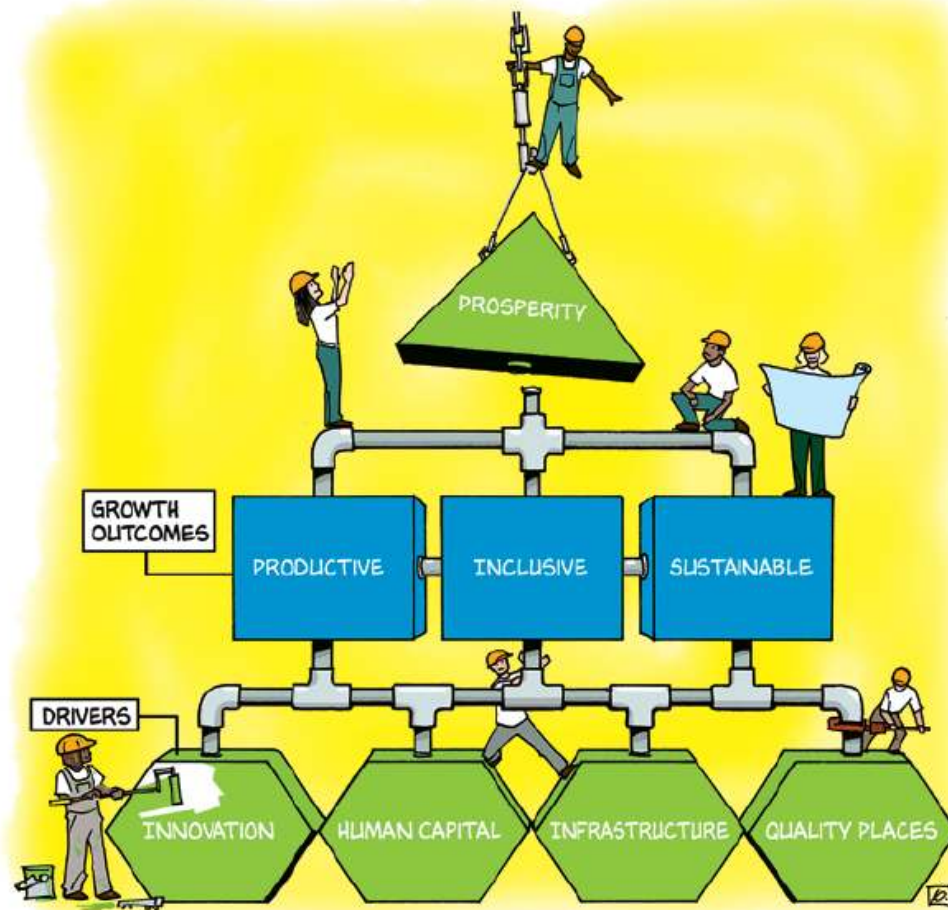 PROSPERITY
GROWTH
OUTCOMES
PRODUCTIVE
INCLUSIVE
SUSTAINABLE
DRIVERS
INNOVATION
HUMAN CAPITAL
INFRASTRUCTURE
QUALITY PLACES